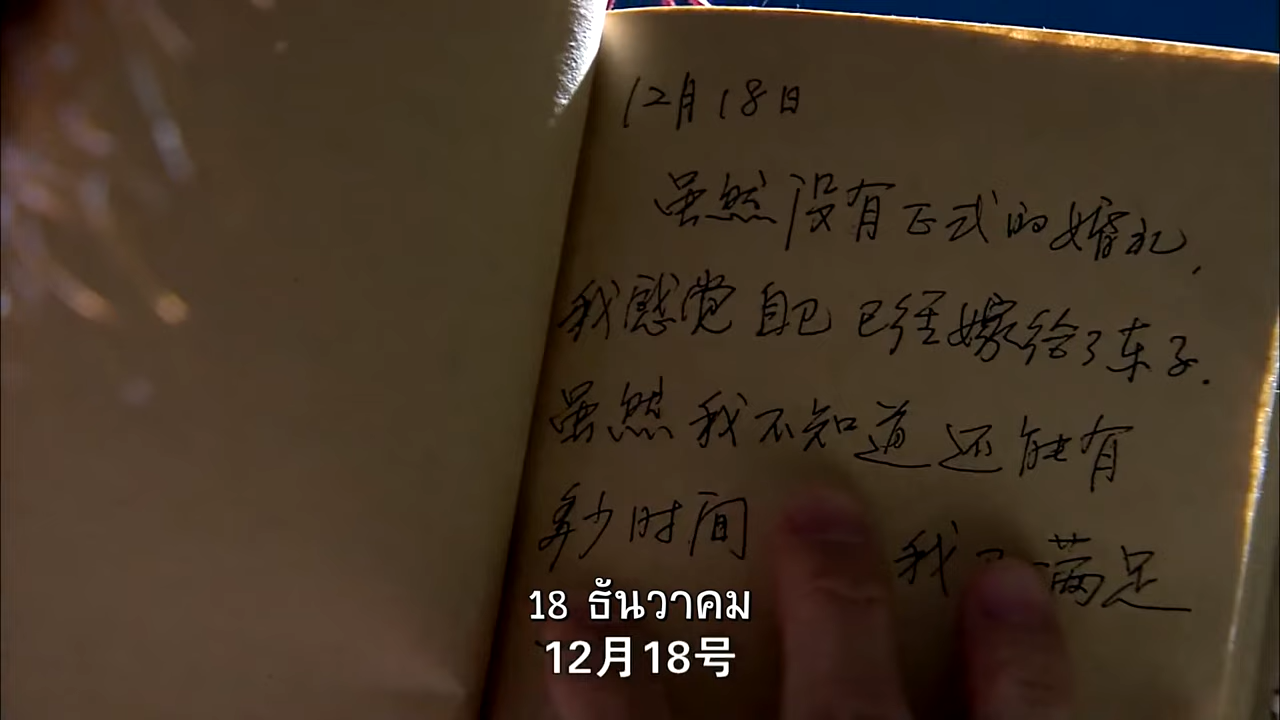 12月18日
虽然没有正式的婚礼,
我感觉自己已经嫁给了东子.
虽然我不知道还能有
多少时间 我 满足
18 ธันวาคม
12月18号